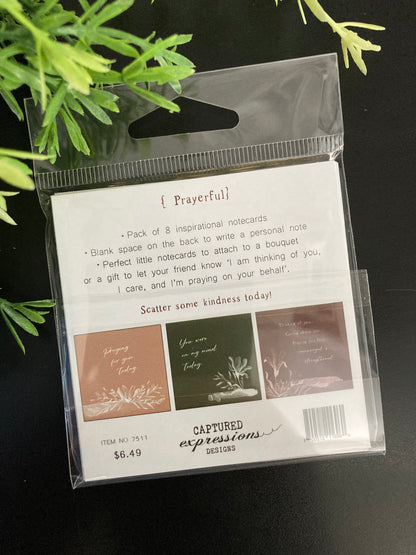 { Prayerful}
• Pack of 8 inspirational notecards
• Blank space on the back to write a personal note
• Perfect little notecards to attach to a bouquet
or a gift to let your friend know "I am thinking of you,
I care, and I'm praying on your behalf".
Scatter some kindness today!
Praying
for you
today
You were
on my mind
today
encouraged &
strengthened
ITEM NO 7511
$6.49
CAPTURED
expressions
DESIGNS